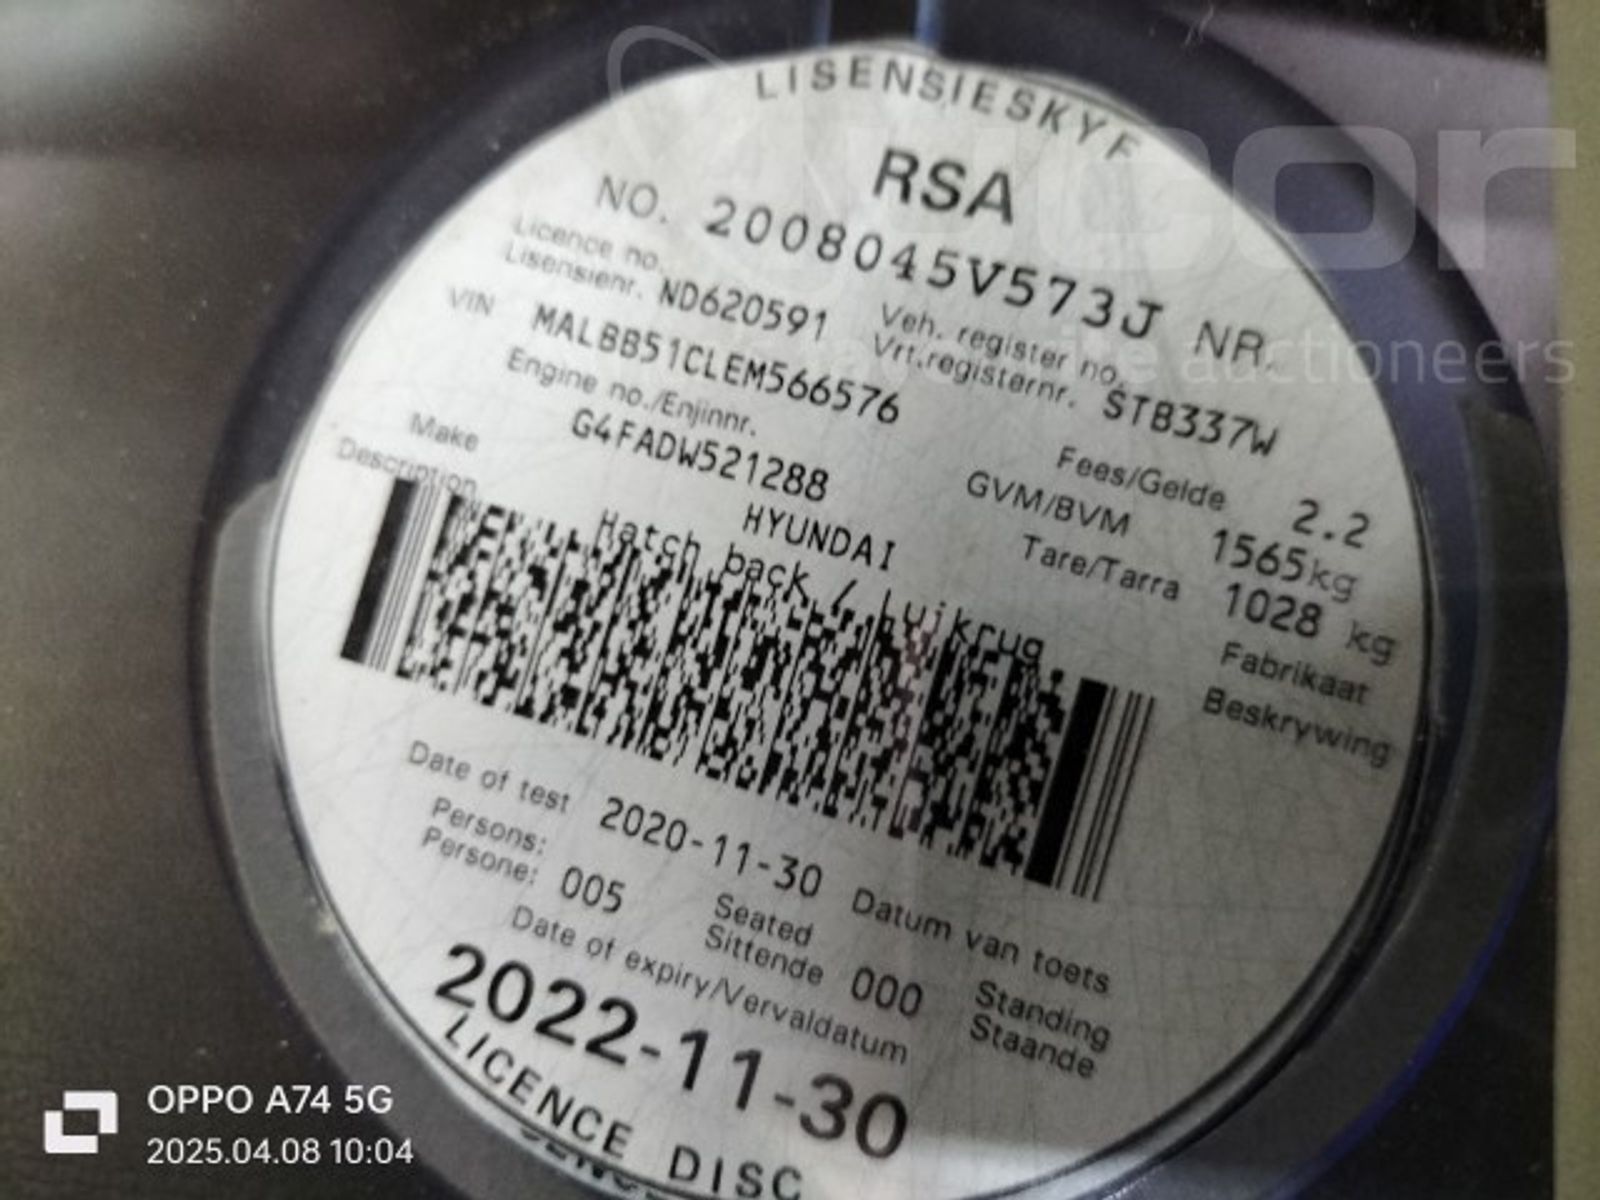 LISENSIESKYF
RSA
NO. 2008045V573J NR.
Licence no. Veh. register no.
Lisensienr. ND620591 Vrt.registernr. STB337W
VIN MALBB51CLEM566576 Fees/Gelde 2.2
Engine no./Enjinnr. GVM/BVM 1565kg
G4FADW521288 Tare/Tarra 1028 kg
Make HYUNDAI Fabrikaat
Description Hatch back / Luikrug Beskrywing
Date of test 2020-11-30 Datum van toets
Persons: Seated Standing
Persone: 005 Sittende 000 Staande
Date of expiry/Vervaldatum
2022-11-30
LICENCE DISC
OPPO A74 5G
2025.04.08 10:04
auctioneers